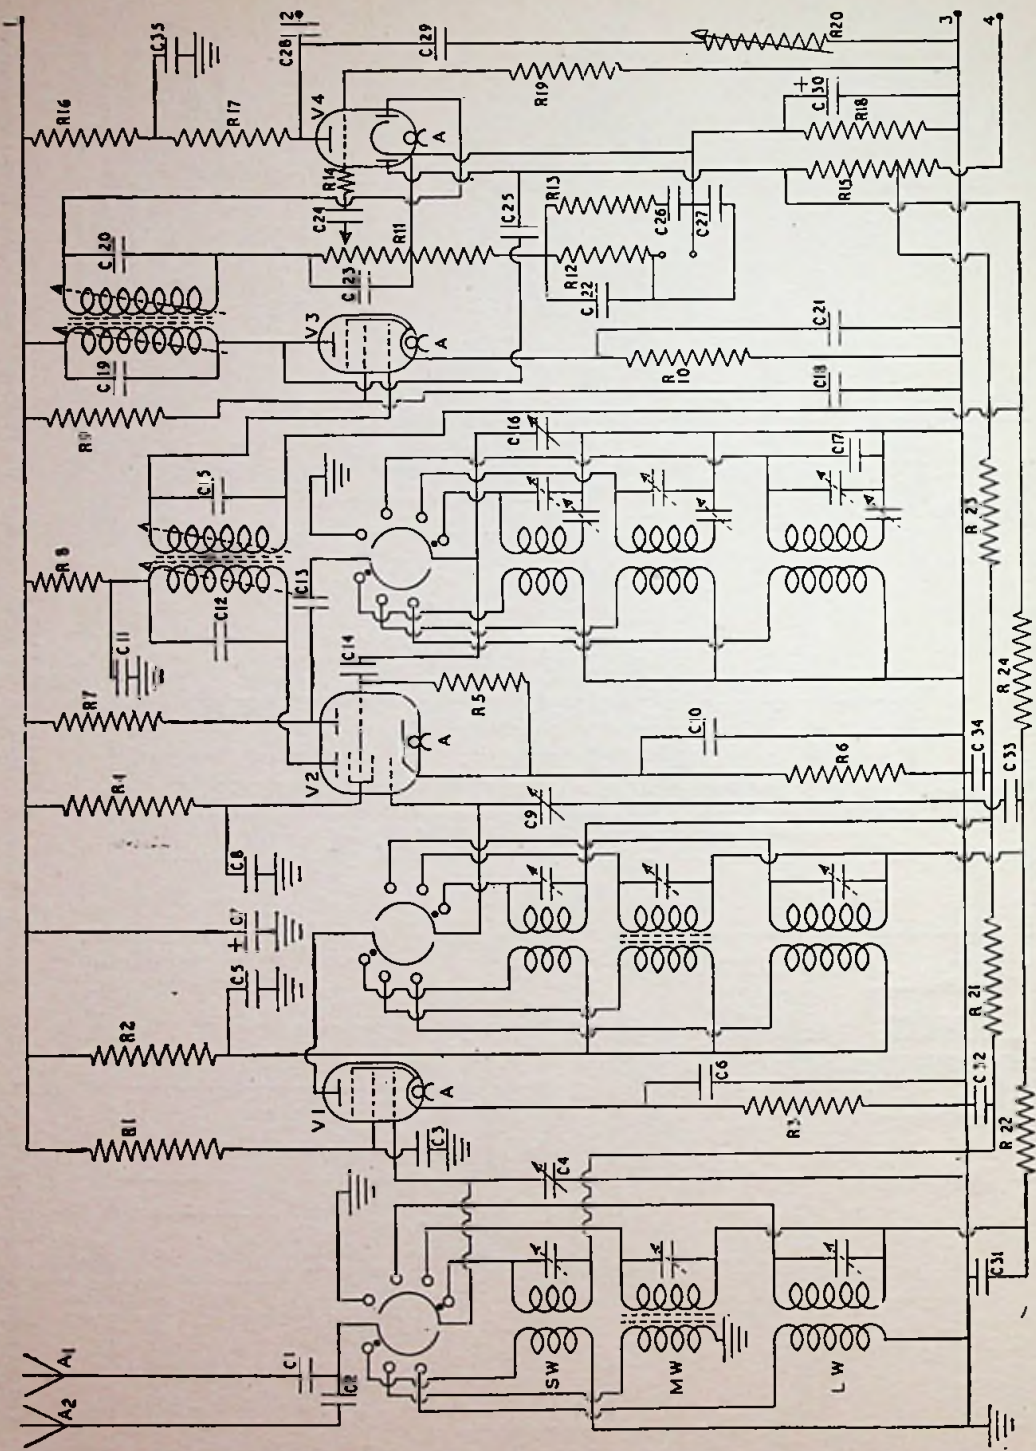 1
A1
A2
R1
R2
C5
+
C7
C8
R4
R7
C11
R8
R9
C19
C20
R16
C35
R17
C28
2
C1
C2
C3
V1
A
V2
A
C12
C13
C15
C14
V3
A
C23
R11
C24
R14
V4
A
C29
SW
MW
LW
C4
C6
R3
C9
R5
C10
R6
C16
C17
R10
C18
C21
C22
R12
R13
C25
C26
C27
R19
R20
+
C30
R18
R15
3
4
C31
R22
C32
R21
C33
C34
R24
R23